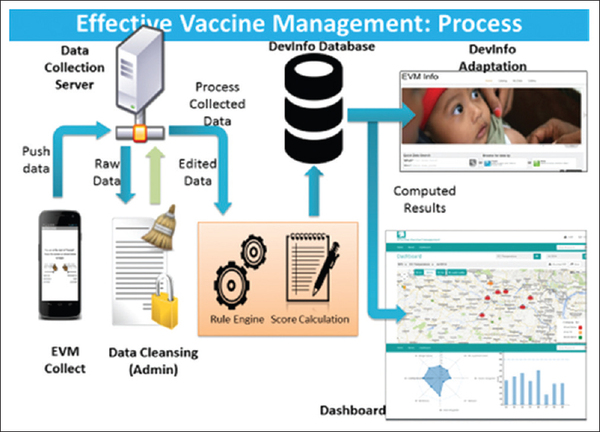 Effective Vaccine Management: Process
Data
Collection
Server
DevInfo Database
DevInfo
Adaptation
EVM Info
Process
Collected
Data
Push
data
Raw
Data
Edited
Data
Computed
Results
Rule Engine
Score Calculation
EVM
Collect
Data Cleansing
(Admin)
Dashboard
Dashboard